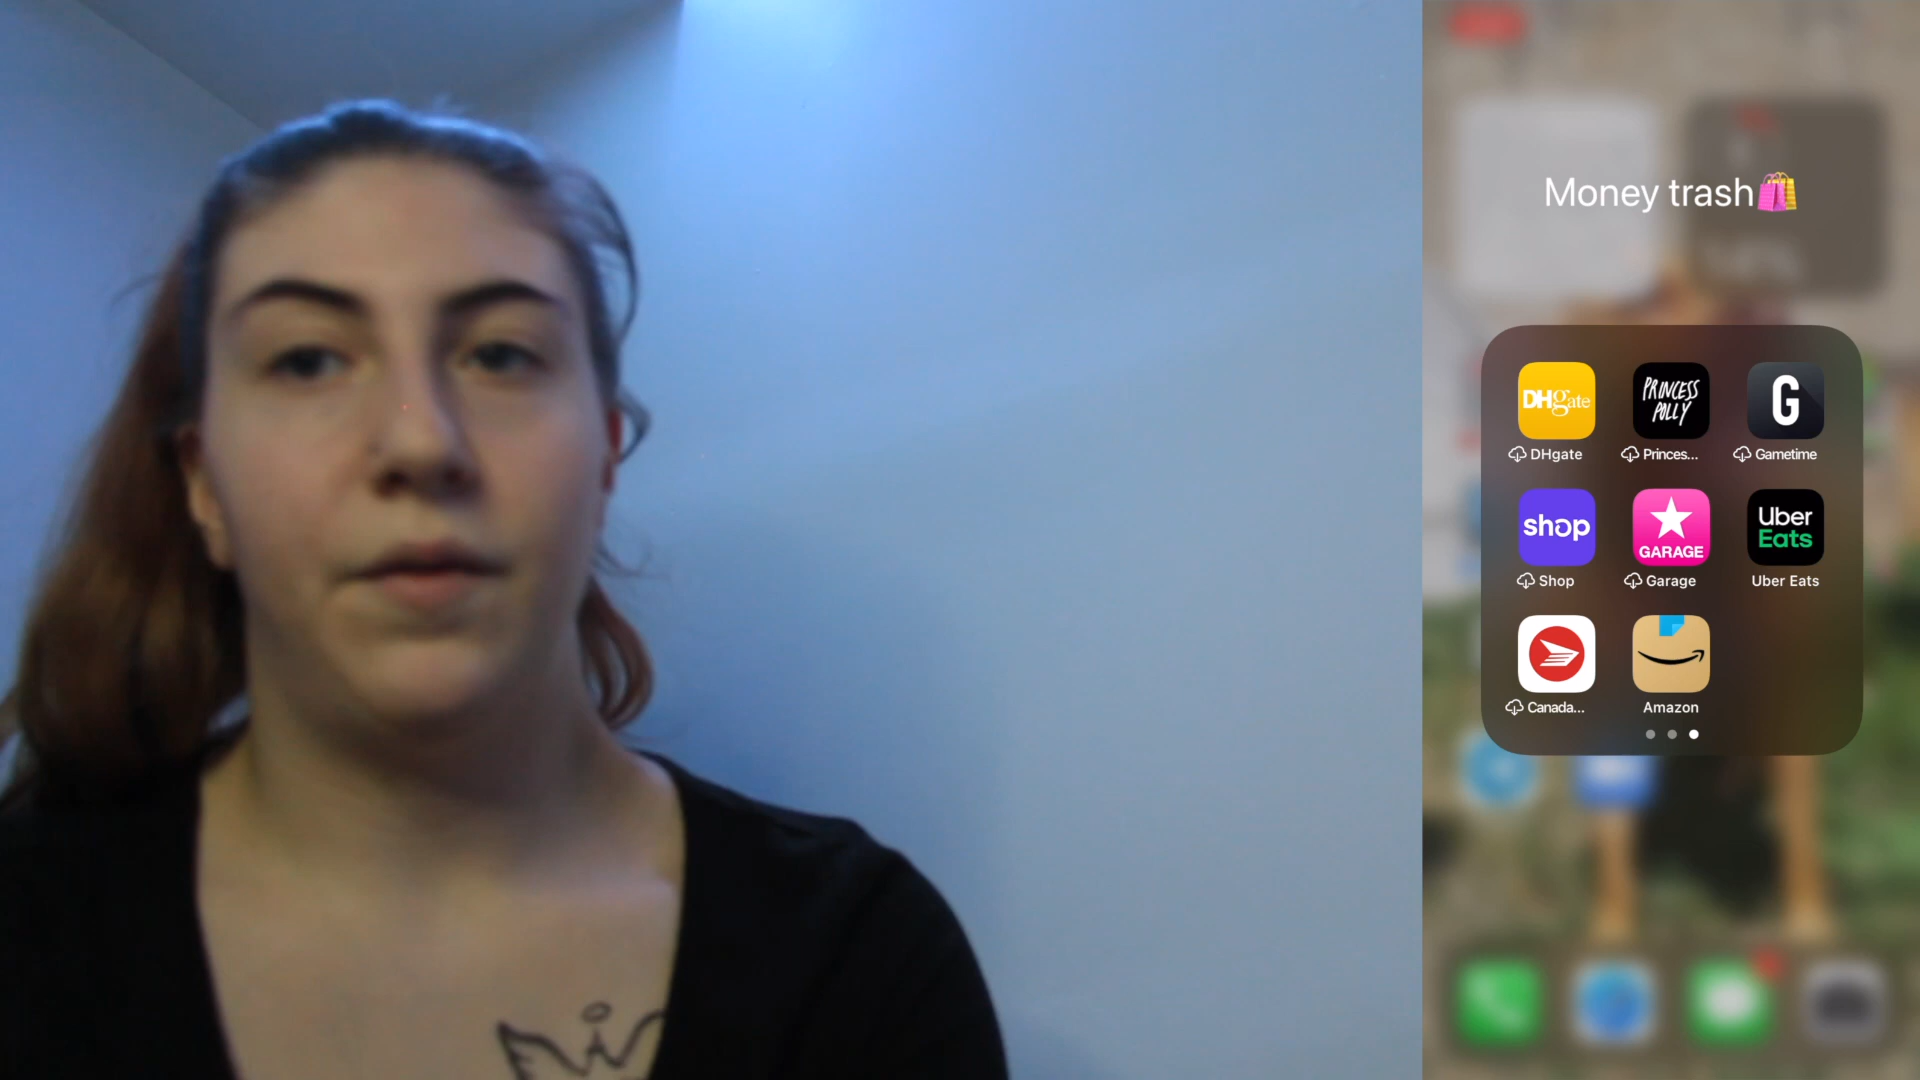 Money trash🛍️
DHgate
PRINCESS
POLLY
G
DHgate
Princes...
Gametime
shop
GARAGE
Uber
Eats
Shop
Garage
Uber Eats
Canada...
Amazon